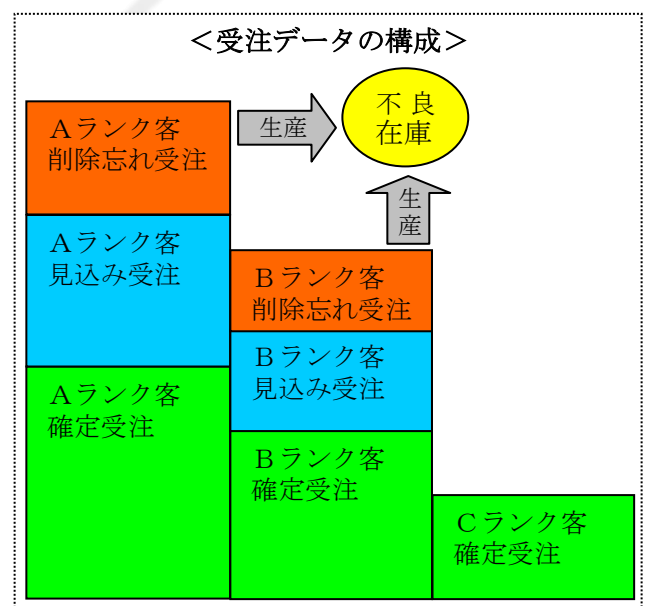 ＜受注データの構成＞
Ａランク客
削除忘れ受注
生産
不良
在庫
生
産
Ａランク客
見込み受注
Ｂランク客
削除忘れ受注
Ｂランク客
見込み受注
Ａランク客
確定受注
Ｂランク客
確定受注
Ｃランク客
確定受注